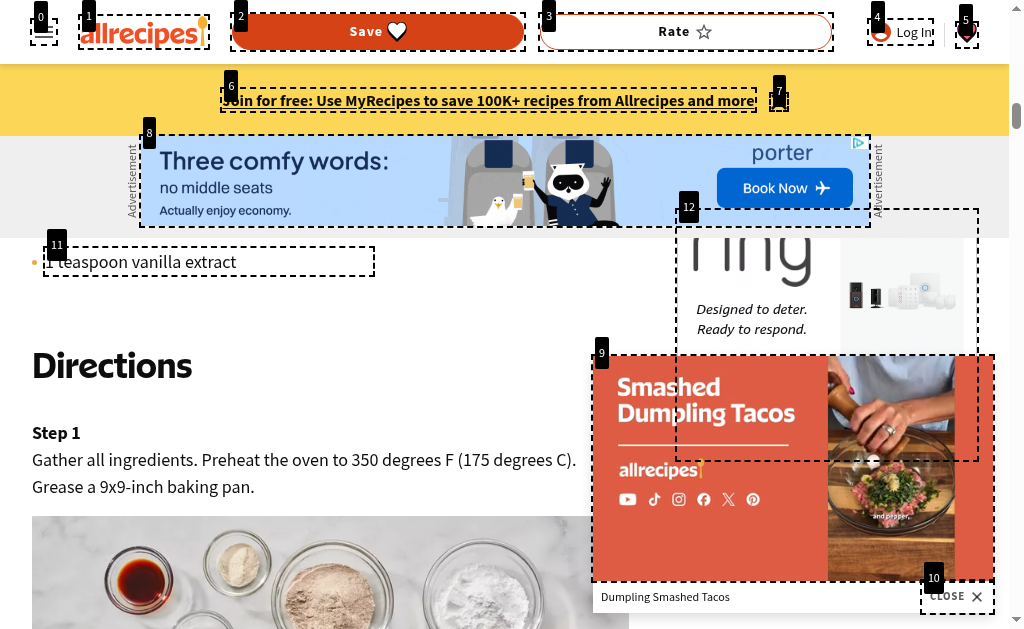 0
1
2
3
4
5
allrecipes
Save
Rate
Log In
6
7
Join for free: Use MyRecipes to save 100K+ recipes from Allrecipes and more
8
Advertisement
Three comfy words:
no middle seats
Actually enjoy economy.
porter
Book Now
Advertisement
12
11
1 teaspoon vanilla extract
ring
Designed to deter.
Ready to respond.
Directions
9
Smashed
Dumpling Tacos
allrecipes
and pepper,
Step 1
Gather all ingredients. Preheat the oven to 350 degrees F (175 degrees C).
Grease a 9x9-inch baking pan.
10
Dumpling Smashed Tacos
CLOSE